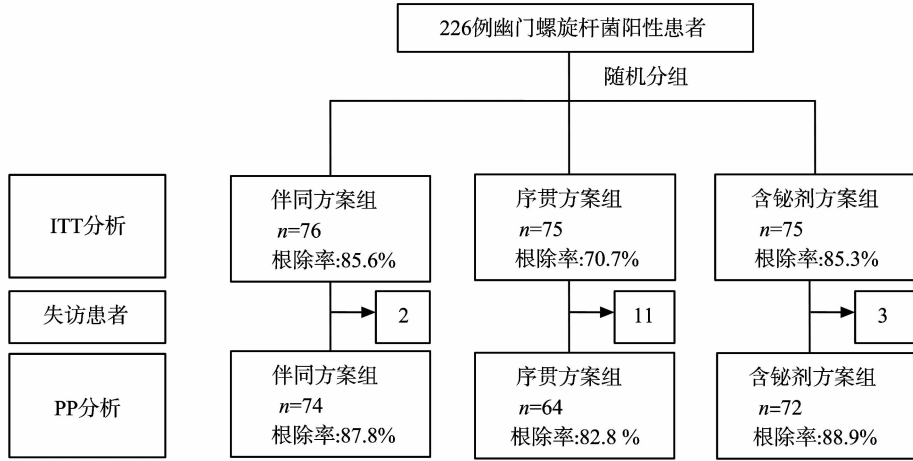 226例幽门螺旋杆菌阳性患者
随机分组
ITT分析
伴同方案组
n=76
根除率:85.6%
序贯方案组
n=75
根除率:70.7%
含铋剂方案组
n=75
根除率:85.3%
失访患者
2
11
3
PP分析
伴同方案组
n=74
根除率:87.8%
序贯方案组
n=64
根除率:82.8 %
含铋剂方案组
n=72
根除率:88.9%